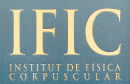 IFIC
INSTITUT DE FÍSICA
CORPUSCULAR